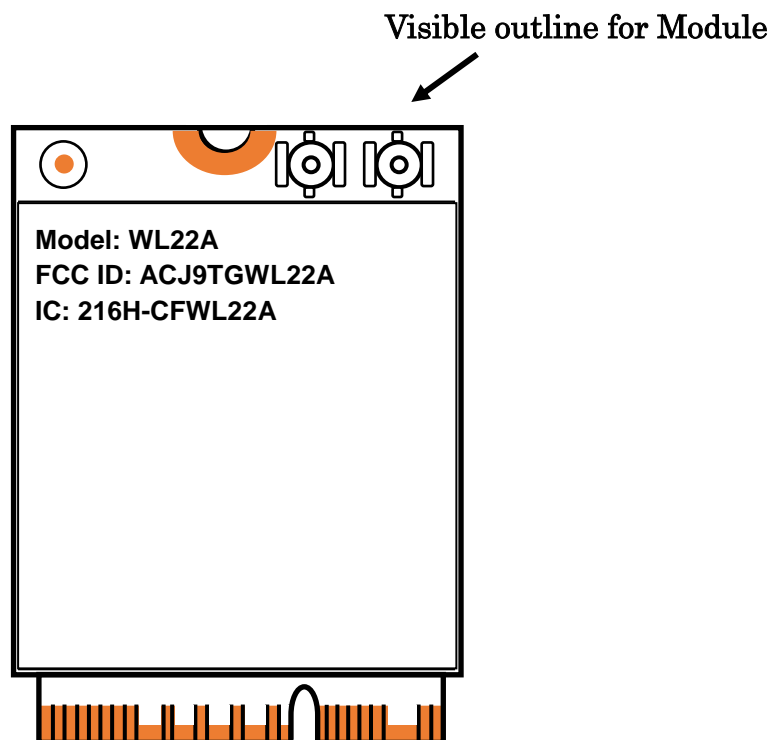 Visible outline for Module
Model: WL22A
FCC ID: ACJ9TGWL22A
IC: 216H-CFWL22A